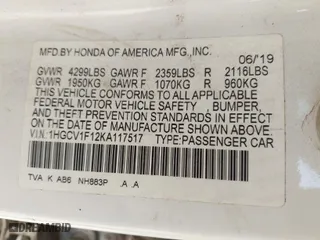 MFD.BY HONDA OF AMERICA MFG.,INC.
06/'19
GVWR 4299LBS GAWR F 2359LBS R 2116LBS
GVWR 1950KG GAWR F 1070KG R 960KG
THIS VEHICLE CONFORMS TO ALL APPLICABLE
FEDERAL MOTOR VEHICLE SAFETY , BUMPER,
AND THEFT PREVENTION STANDARDS IN
EFFECT ON THE DATE OF MANUFACTURE
SHOWN ABOVE.
VIN:1HGCV1F12KA117517 TYPE:PASSENGER CAR
TVA K AB6 NH883P .A .A